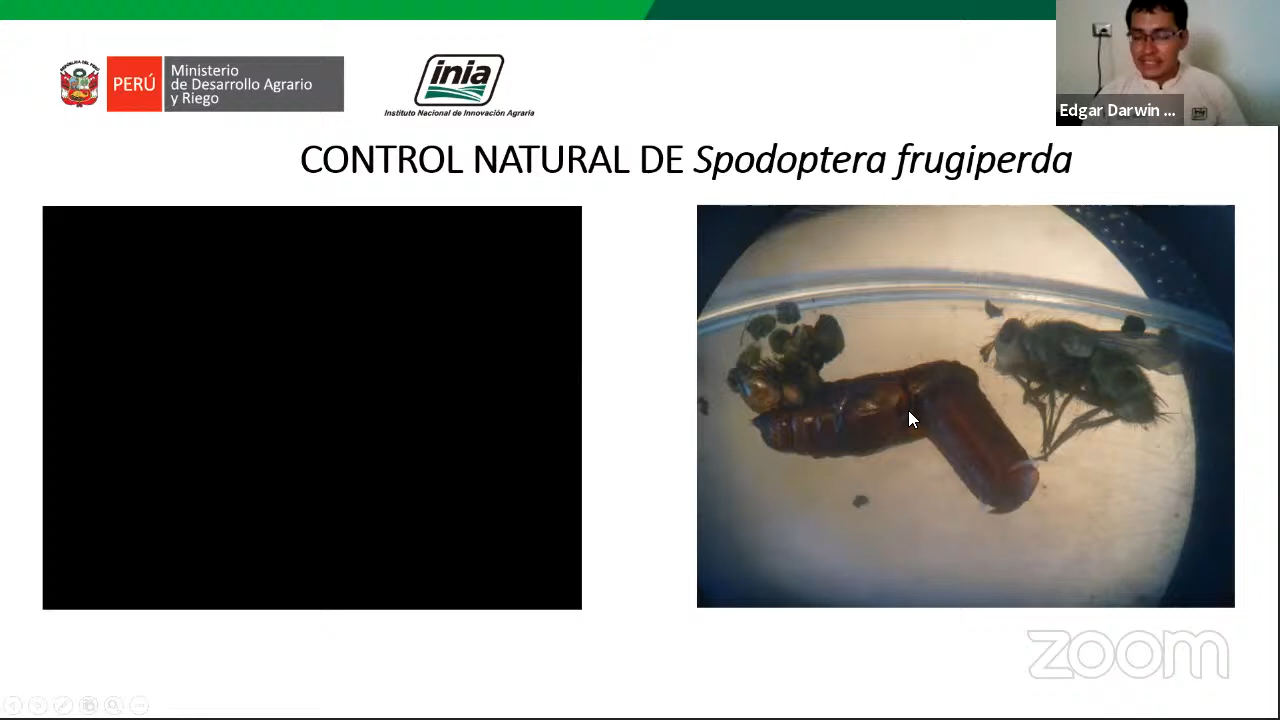 PERÚ
Ministerio
de Desarrollo Agrario
y Riego
inia
Instituto Nacional de Innovación Agraria
Edgar Darwin ...
CONTROL NATURAL DE Spodoptera frugiperda
zoom